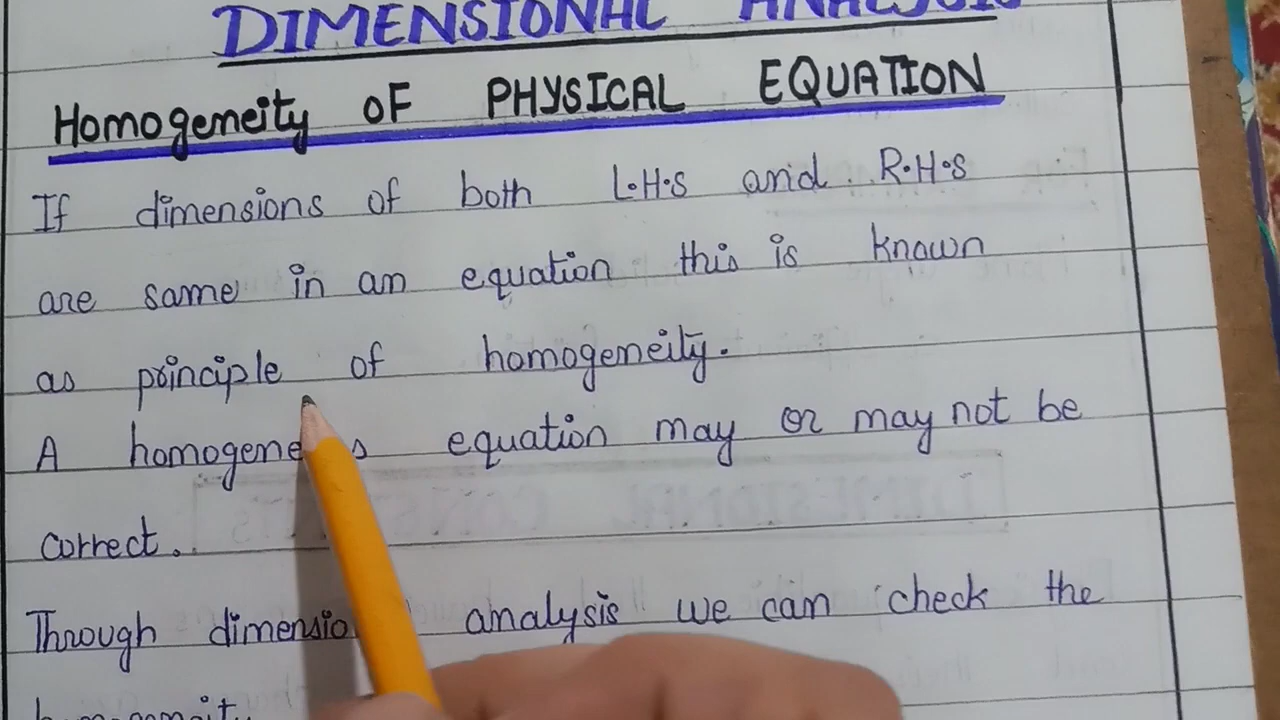 DIMENSIONAL ANALYSIS
Homogeneity OF PHYSICAL EQUATION
If dimensions of both L.H.S and R.H.S
are same in an equation this is known
as principle of homogeneity.
A equation may or may not be
correct.
Through analysis we can check the